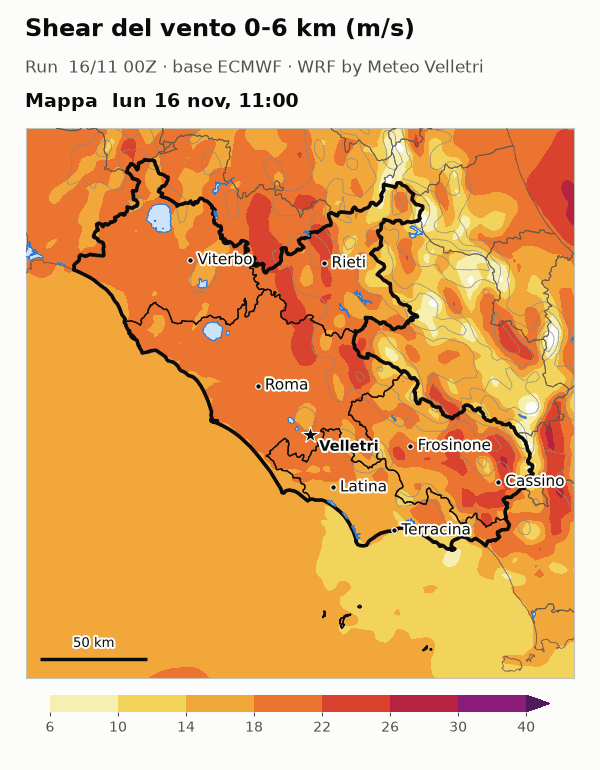 Shear del vento 0-6 km (m/s)
Run  16/11 00Z · base ECMWF · WRF by Meteo Velletri
Mappa  lun 16 nov, 11:00
Viterbo
Rieti
Roma
Velletri
Frosinone
Cassino
Latina
Terracina
50 km
6 10 14 18 22 26 30 40